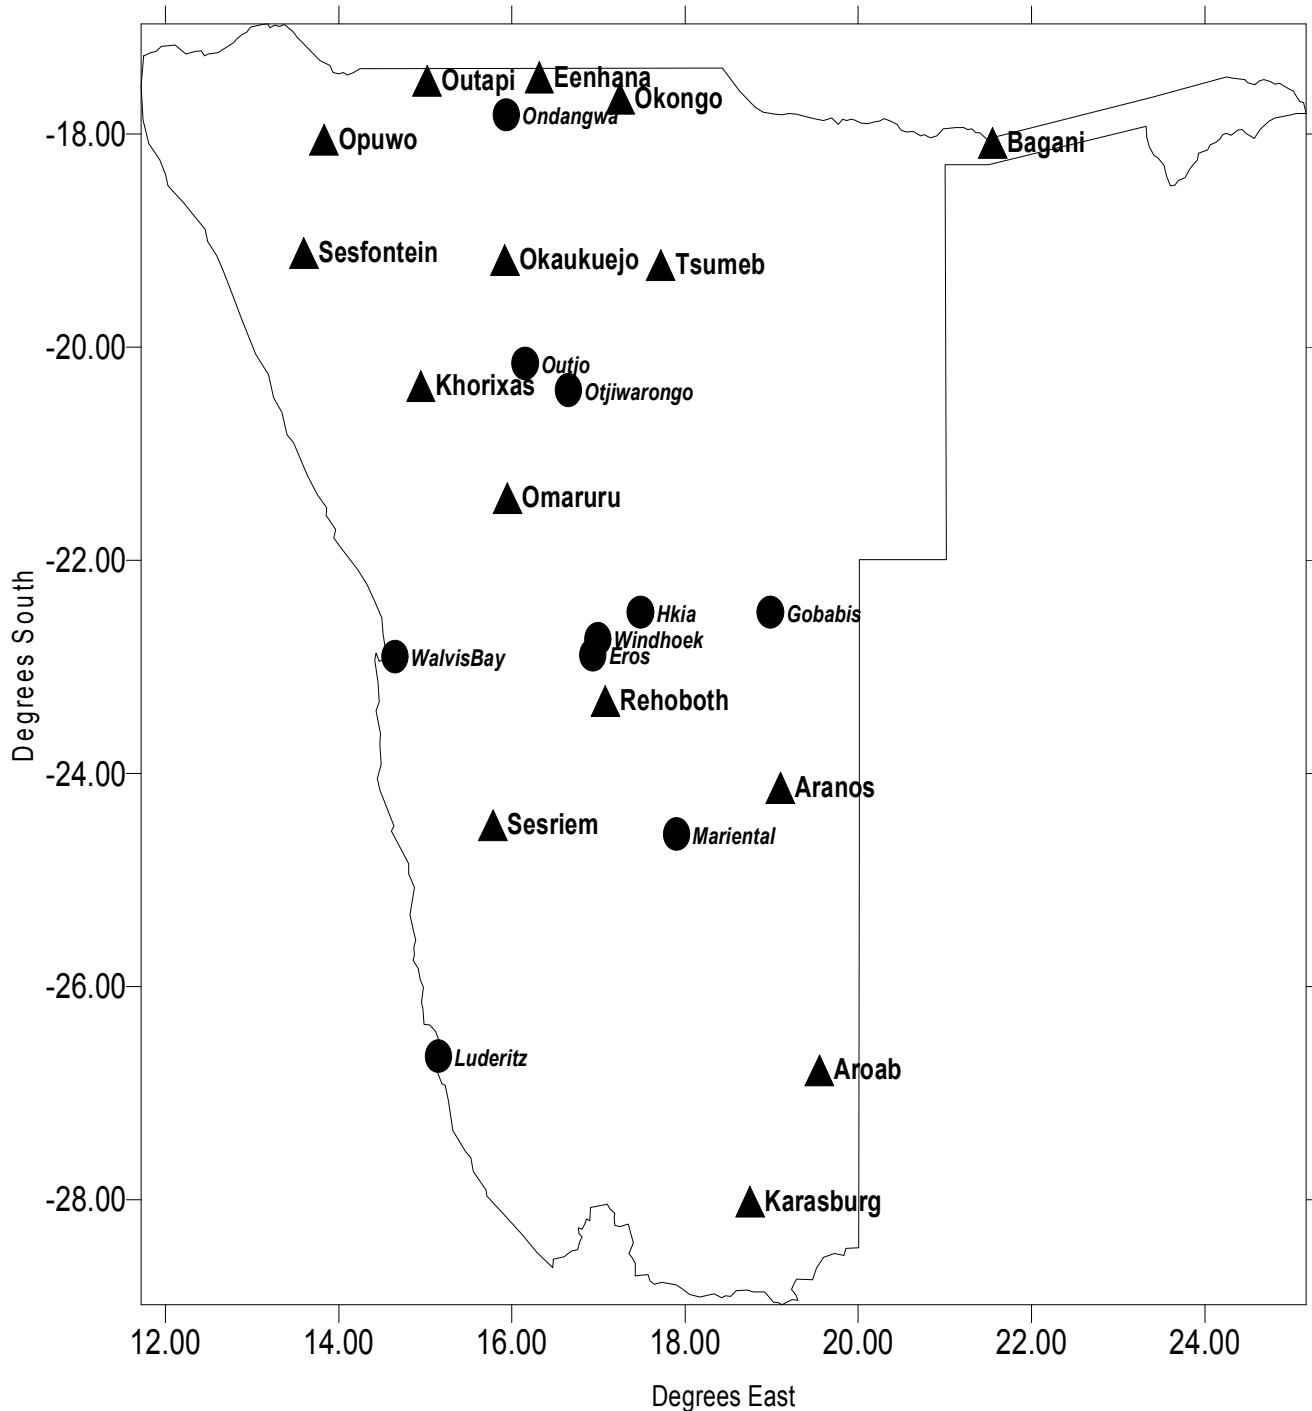 Outapi
Eenhana
Okongo
Ondangwa
-18.00
Opuwo
Bagani
Sesfontein
Okaukuejo
Tsumeb
-20.00
Outjo
Khorixas
Otjiwarongo
Omaruru
-22.00
Hkia
Gobabis
Windhoek
Eros
WalvisBay
Rehoboth
Degrees South
-24.00
Aranos
Sesriem
Mariental
-26.00
Luderitz
Aroab
-28.00
Karasburg
12.00 14.00 16.00 18.00 20.00 22.00 24.00
Degrees East